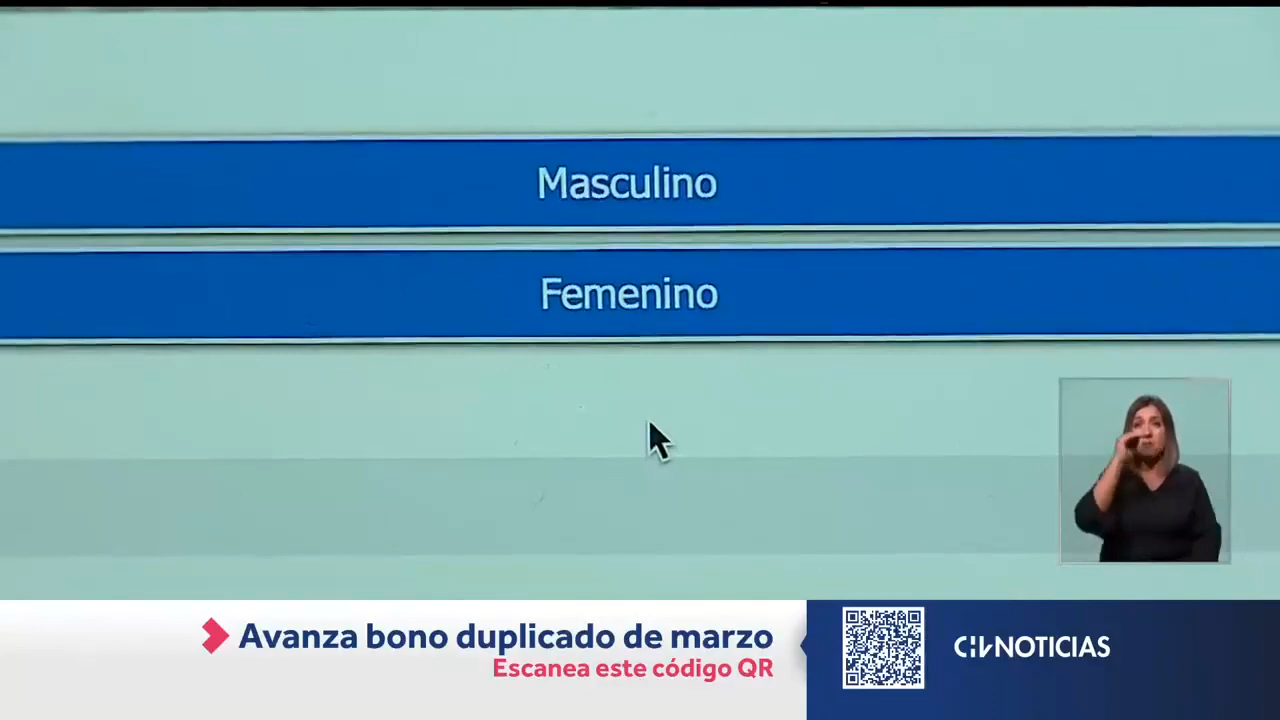 Masculino
Femenino
Avanza bono duplicado de marzo
Escanea este código QR
CHV NOTICIAS